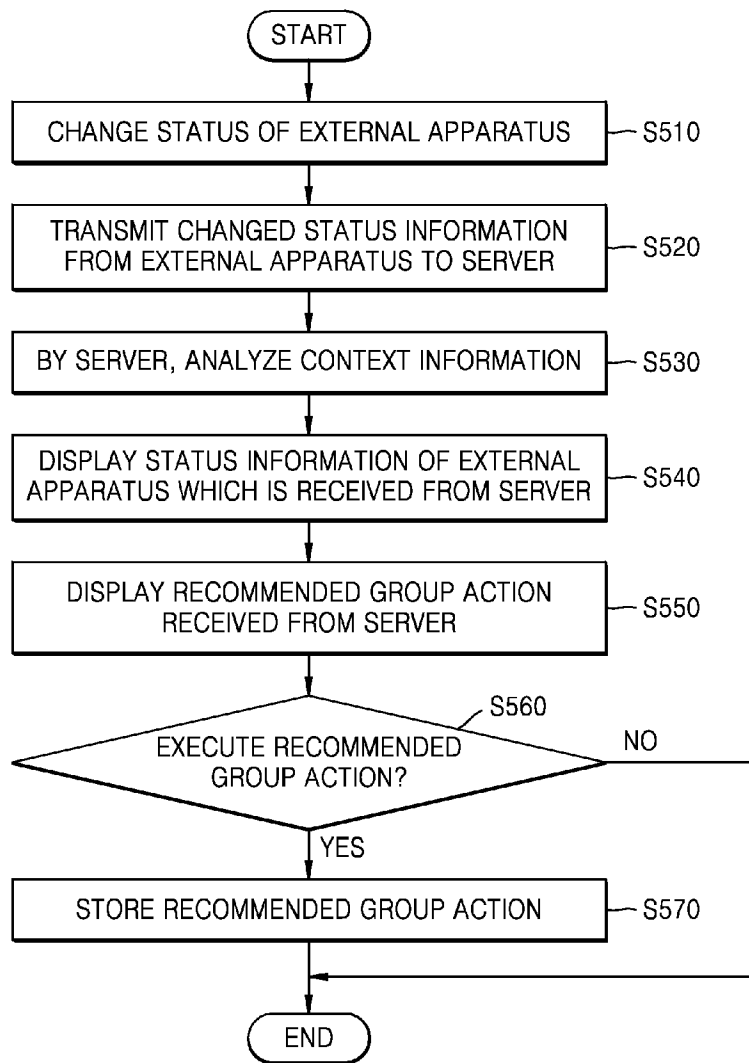 START
CHANGE STATUS OF EXTERNAL APPARATUS
S510
TRANSMIT CHANGED STATUS INFORMATION
FROM EXTERNAL APPARATUS TO SERVER
S520
BY SERVER, ANALYZE CONTEXT INFORMATION
S530
DISPLAY STATUS INFORMATION OF EXTERNAL
APPARATUS WHICH IS RECEIVED FROM SERVER
S540
DISPLAY RECOMMENDED GROUP ACTION
RECEIVED FROM SERVER
S550
S560
EXECUTE RECOMMENDED
GROUP ACTION?
NO
YES
STORE RECOMMENDED GROUP ACTION
S570
END